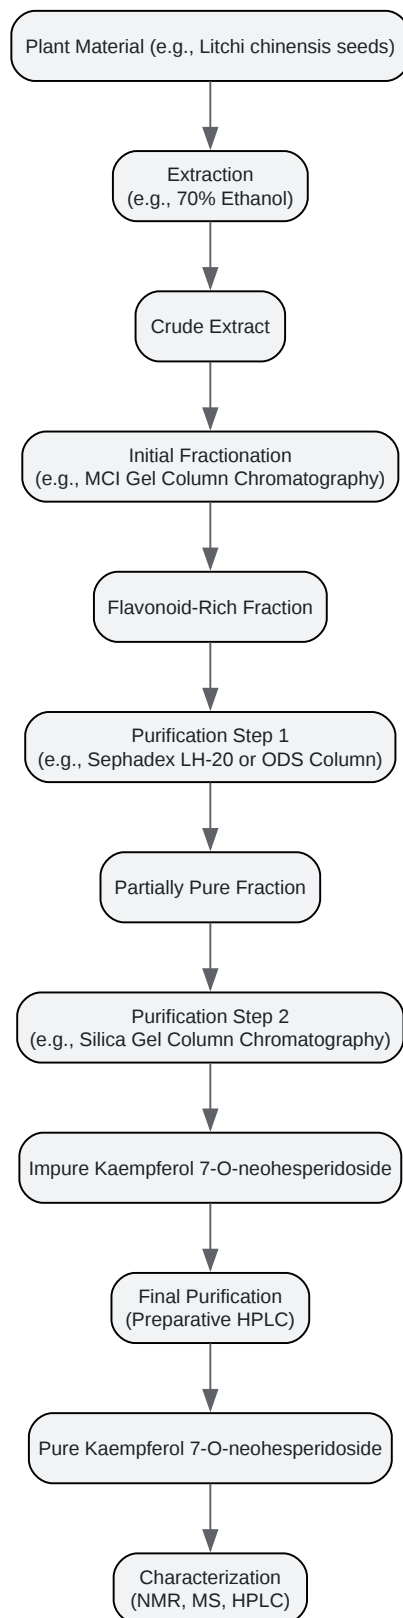 Plant Material (e.g., Litchi chinensis seeds)
Extraction
(e.g., 70% Ethanol)
Crude Extract
Initial Fractionation
(e.g., MCI Gel Column Chromatography)
Flavonoid-Rich Fraction
Purification Step 1
(e.g., Sephadex LH-20 or ODS Column)
Partially Pure Fraction
Purification Step 2
(e.g., Silica Gel Column Chromatography)
Impure Kaempferol 7-O-neohesperidoside
Final Purification
(Preparative HPLC)
Pure Kaempferol 7-O-neohesperidoside
Characterization
(NMR, MS, HPLC)